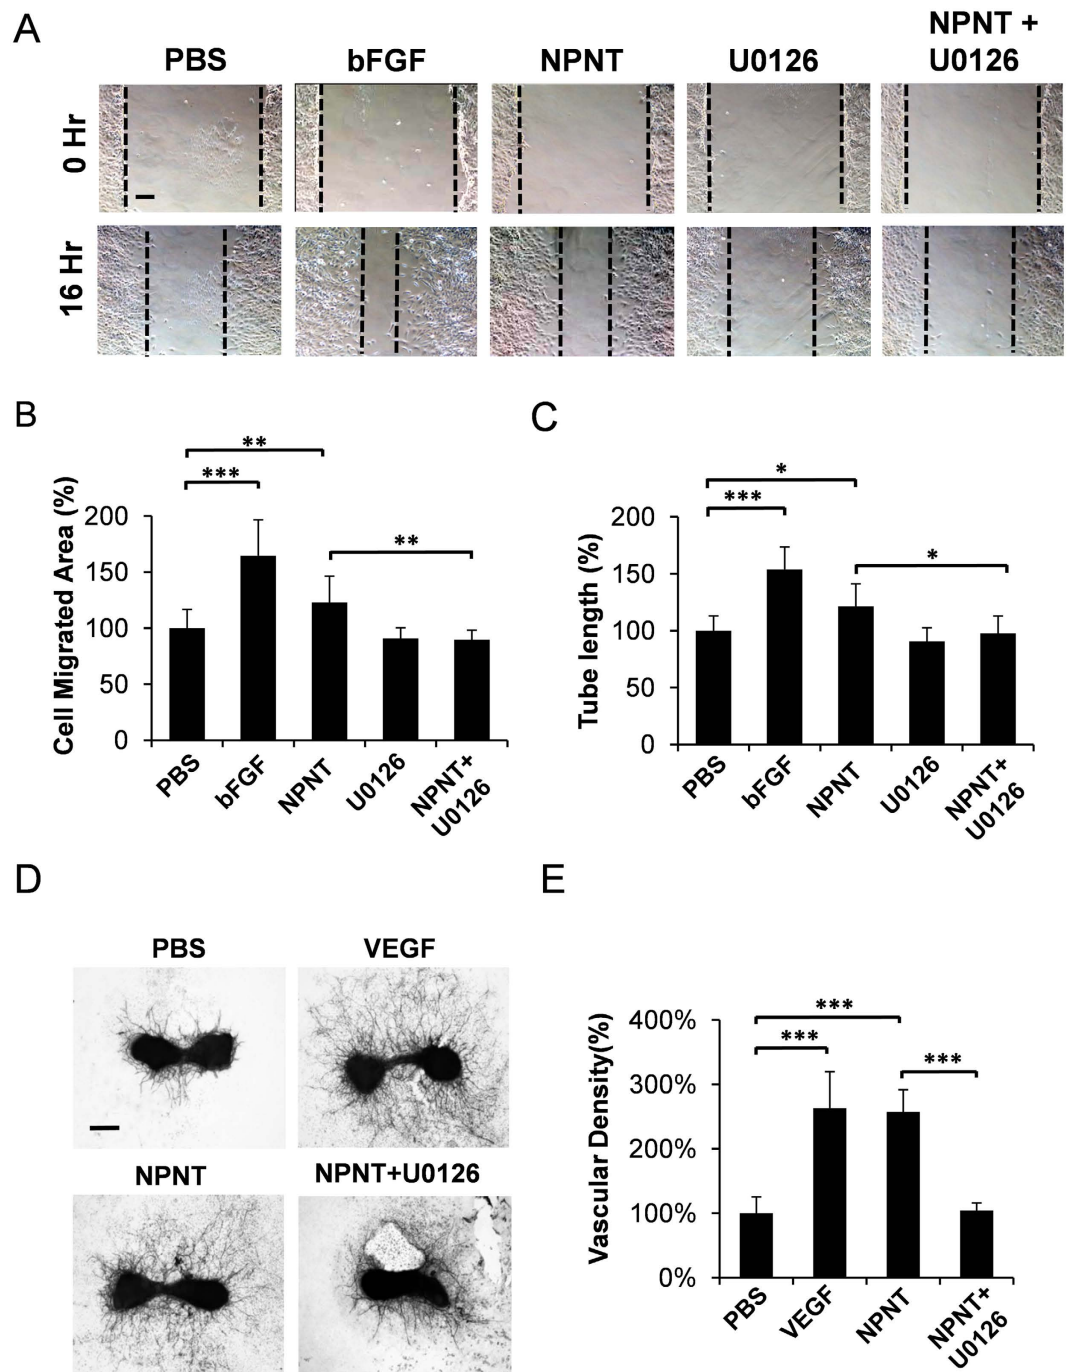 A
PBS bFGF NPNT U0126 NPNT +
U0126
0 Hr
16 Hr
B
Cell Migrated Area (%)
**
***
**
200
150
100
50
0
PBS bFGF NPNT U0126 NPNT+
U0126
C
Tube length (%)
*
***
*
200
150
100
50
0
PBS bFGF NPNT U0126 NPNT+
U0126
D
PBS VEGF
NPNT NPNT+U0126
E
Vascular Density(%)
***
***
***
400%
300%
200%
100%
0%
PBS VEGF NPNT NPNT+
U0126